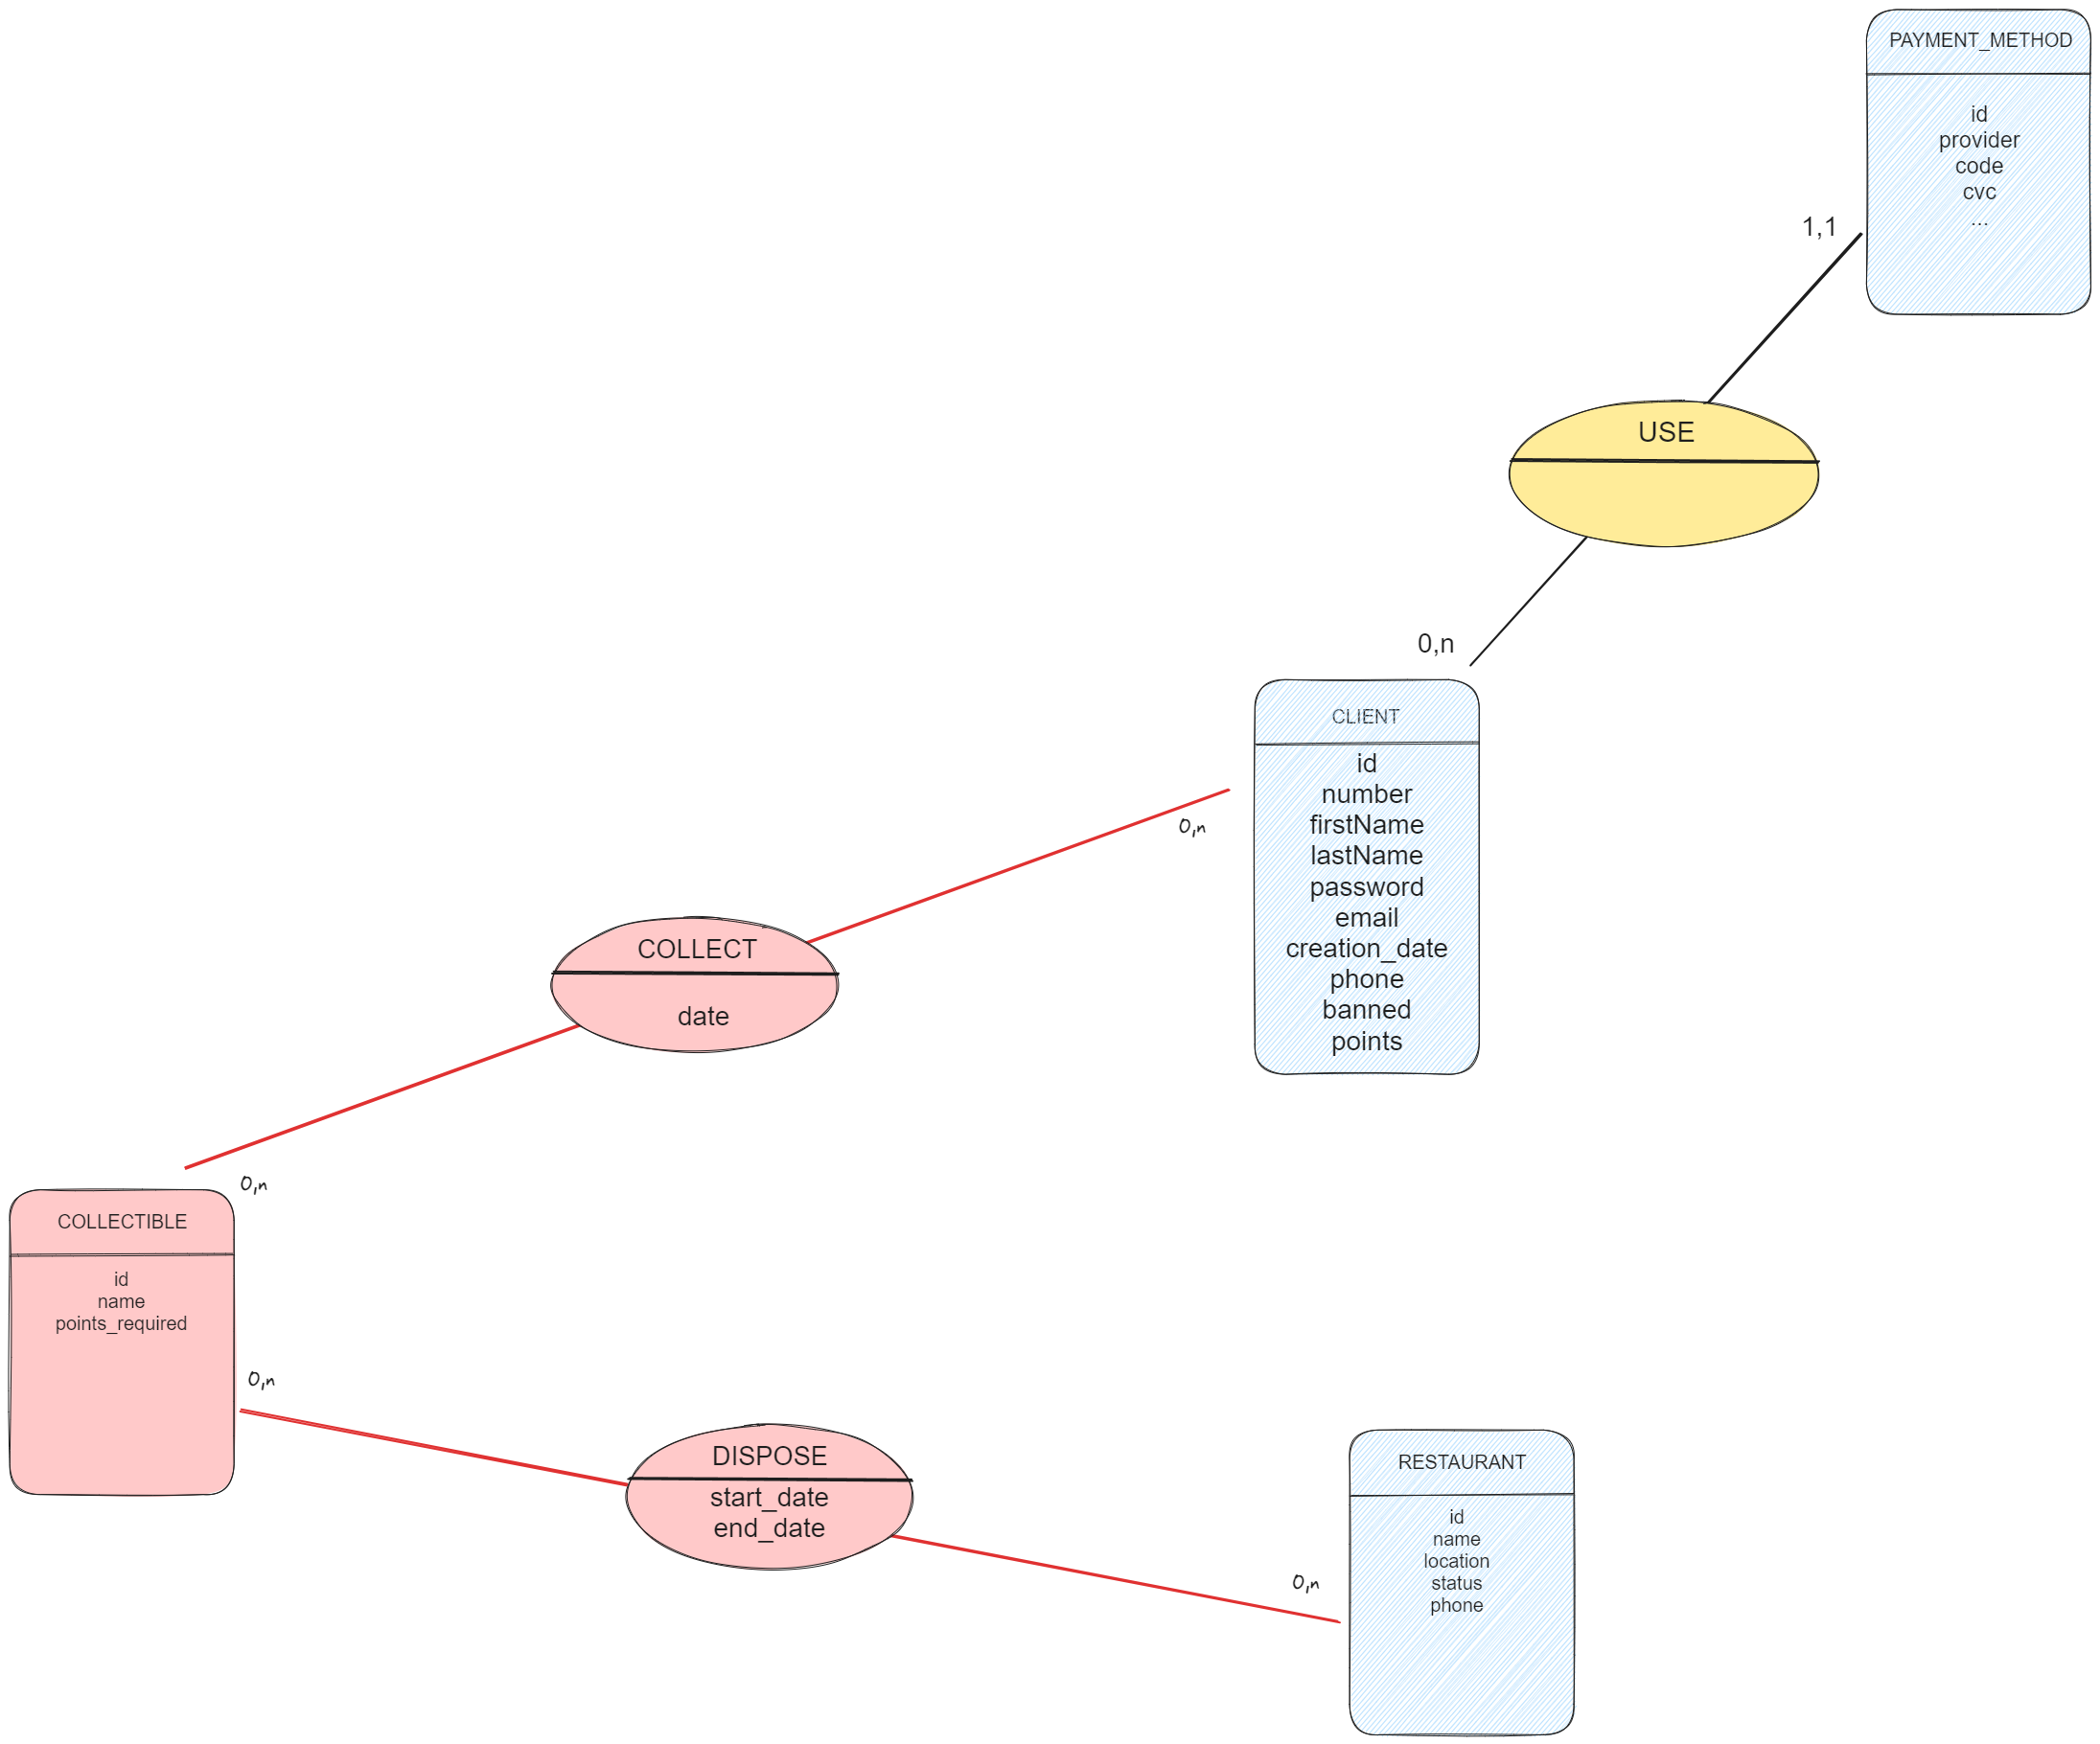 PAYMENT_METHOD
id
provider
code
cvc
...
1,1
USE
0,n
CLIENT
id
number
firstName
lastName
password
email
creation_date
phone
banned
points
0,n
COLLECT
date
0,n
COLLECTIBLE
id
name
points_required
0,n
DISPOSE
start_date
end_date
0,n
RESTAURANT
id
name
location
status
phone